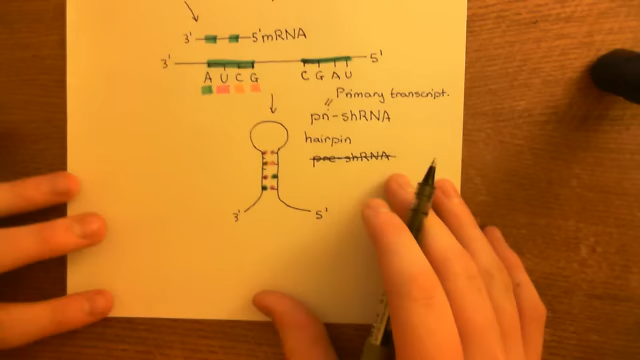 3' 5' mRNA
3' 5'
A U C G C G A U
Primary transcript.
pri-shRNA
hairpin
pre-shRNA
3' 5'